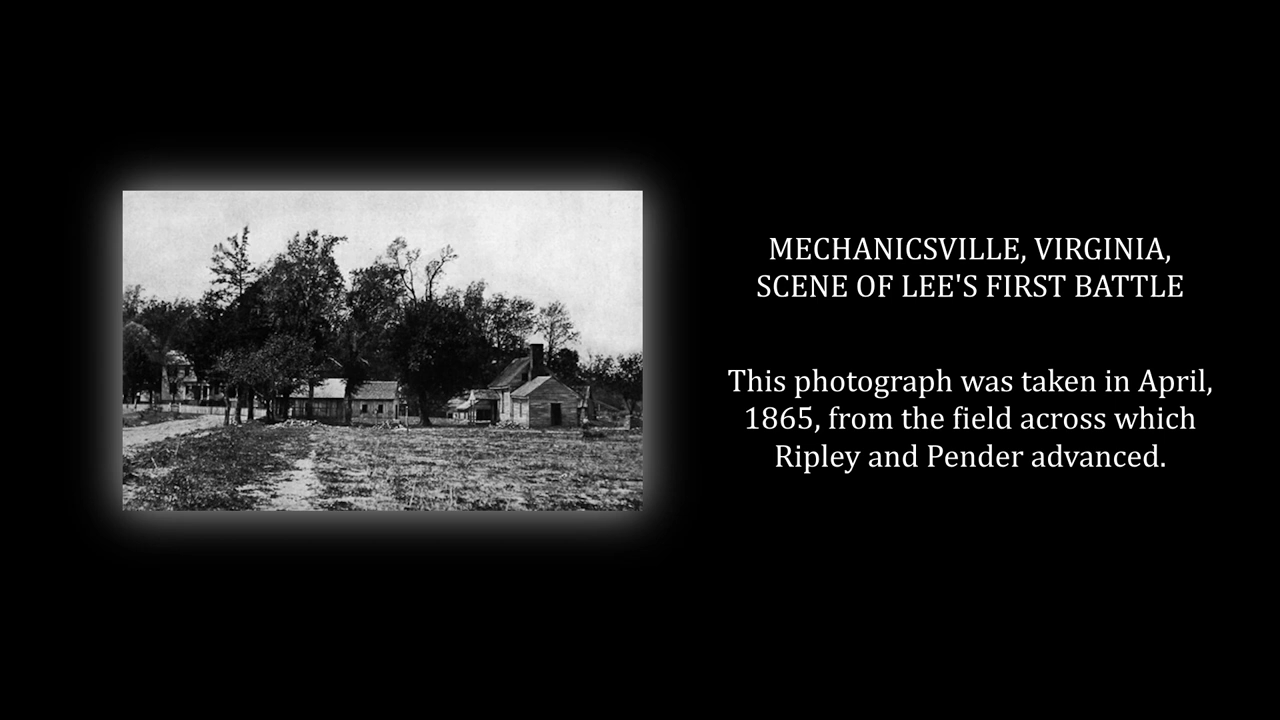 MECHANICSVILLE, VIRGINIA,
SCENE OF LEE'S FIRST BATTLE
This photograph was taken in April,
1865, from the field across which
Ripley and Pender advanced.